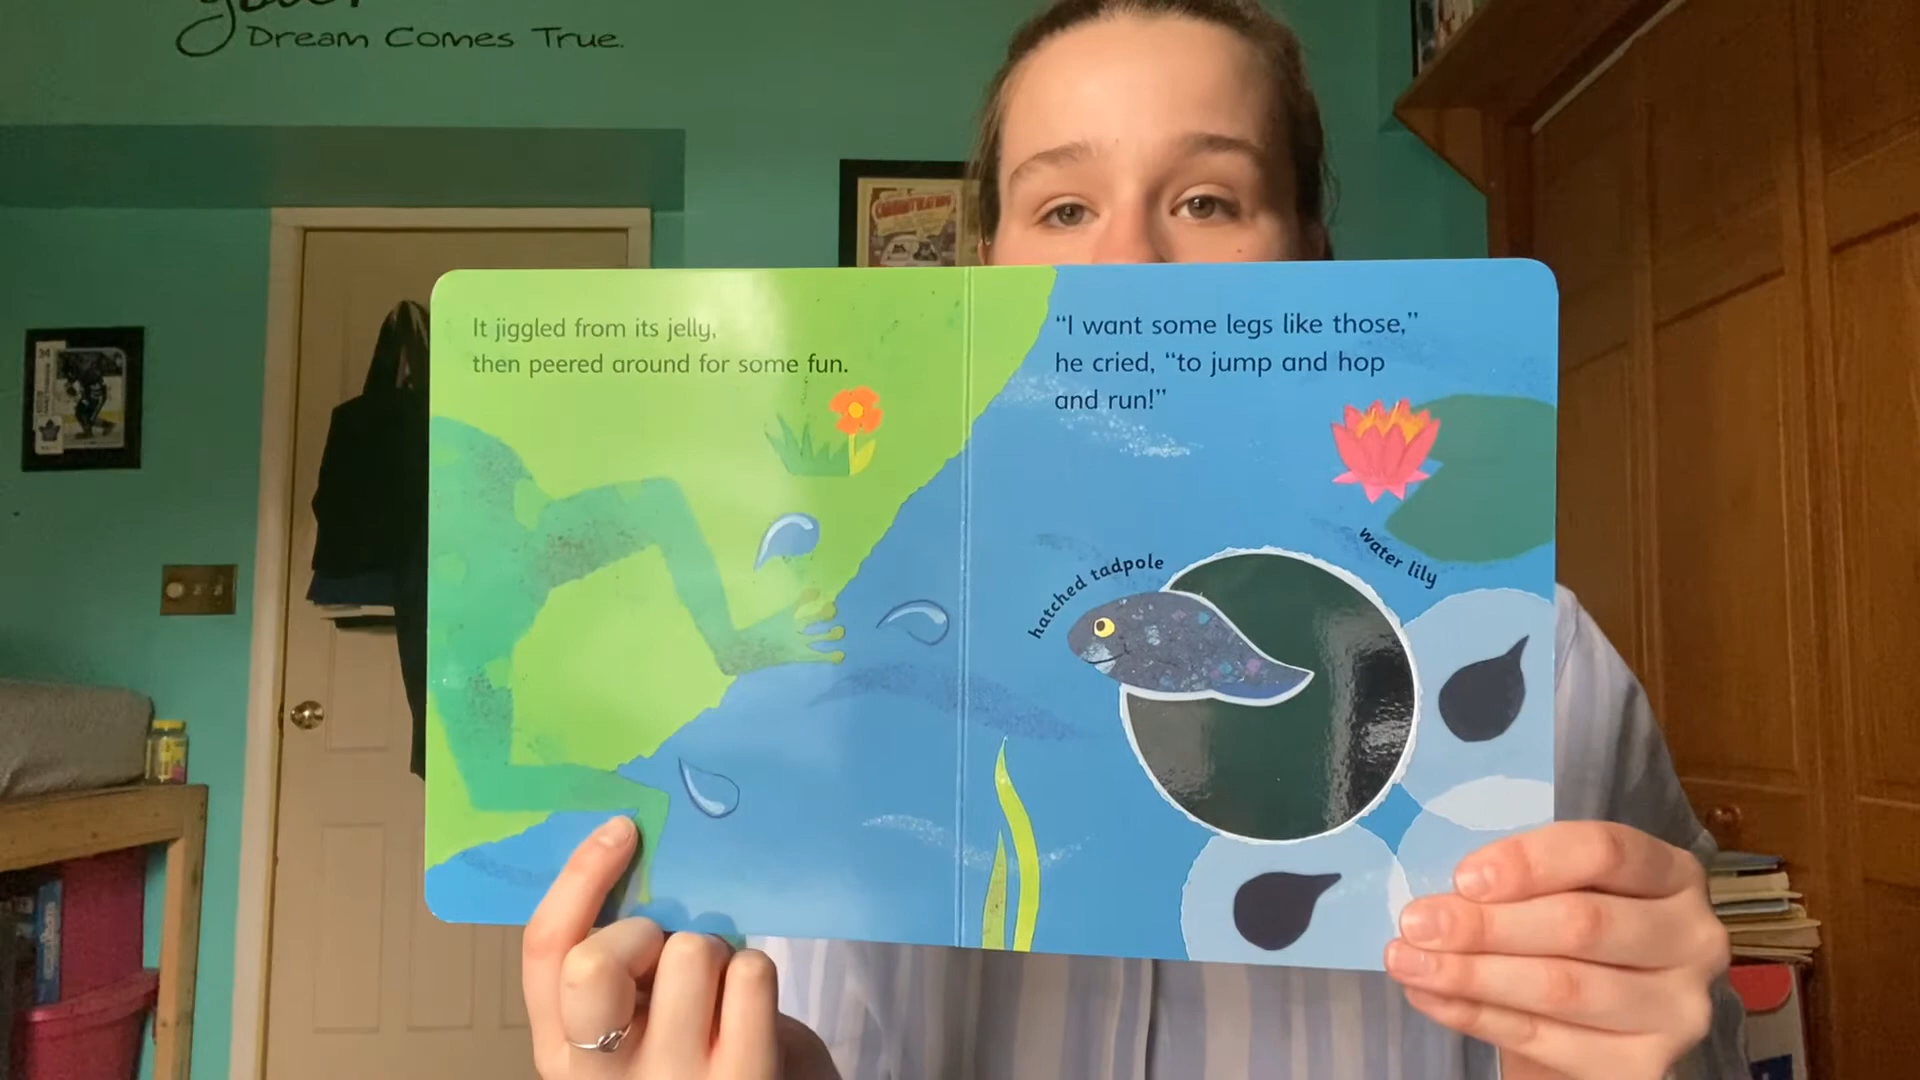 Dream Comes True.
It jiggled from its jelly,
then peered around for some fun.
“I want some legs like those,”
he cried, “to jump and hop
and run!”
hatched tadpole
water lily